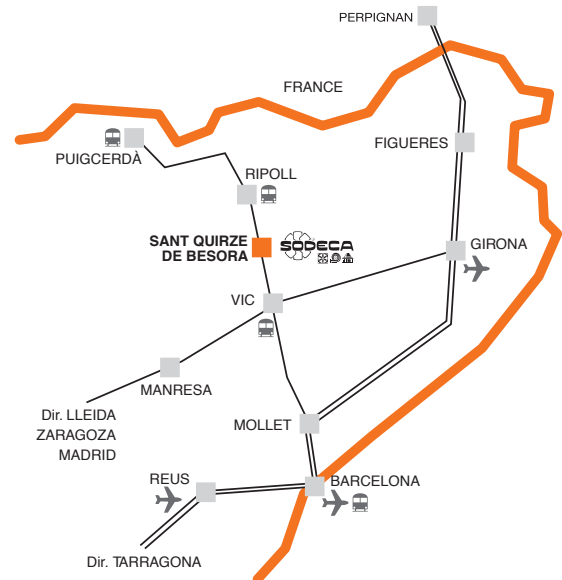 PERPIGNAN
FRANCE
FIGUERES
PUIGCERDÀ
RIPOLL
SANT QUIRZE
DE BESORA
SODECA
GIRONA
VIC
MANRESA
Dir. LLEIDA
ZARAGOZA
MADRID
MOLLET
REUS
BARCELONA
Dir. TARRAGONA